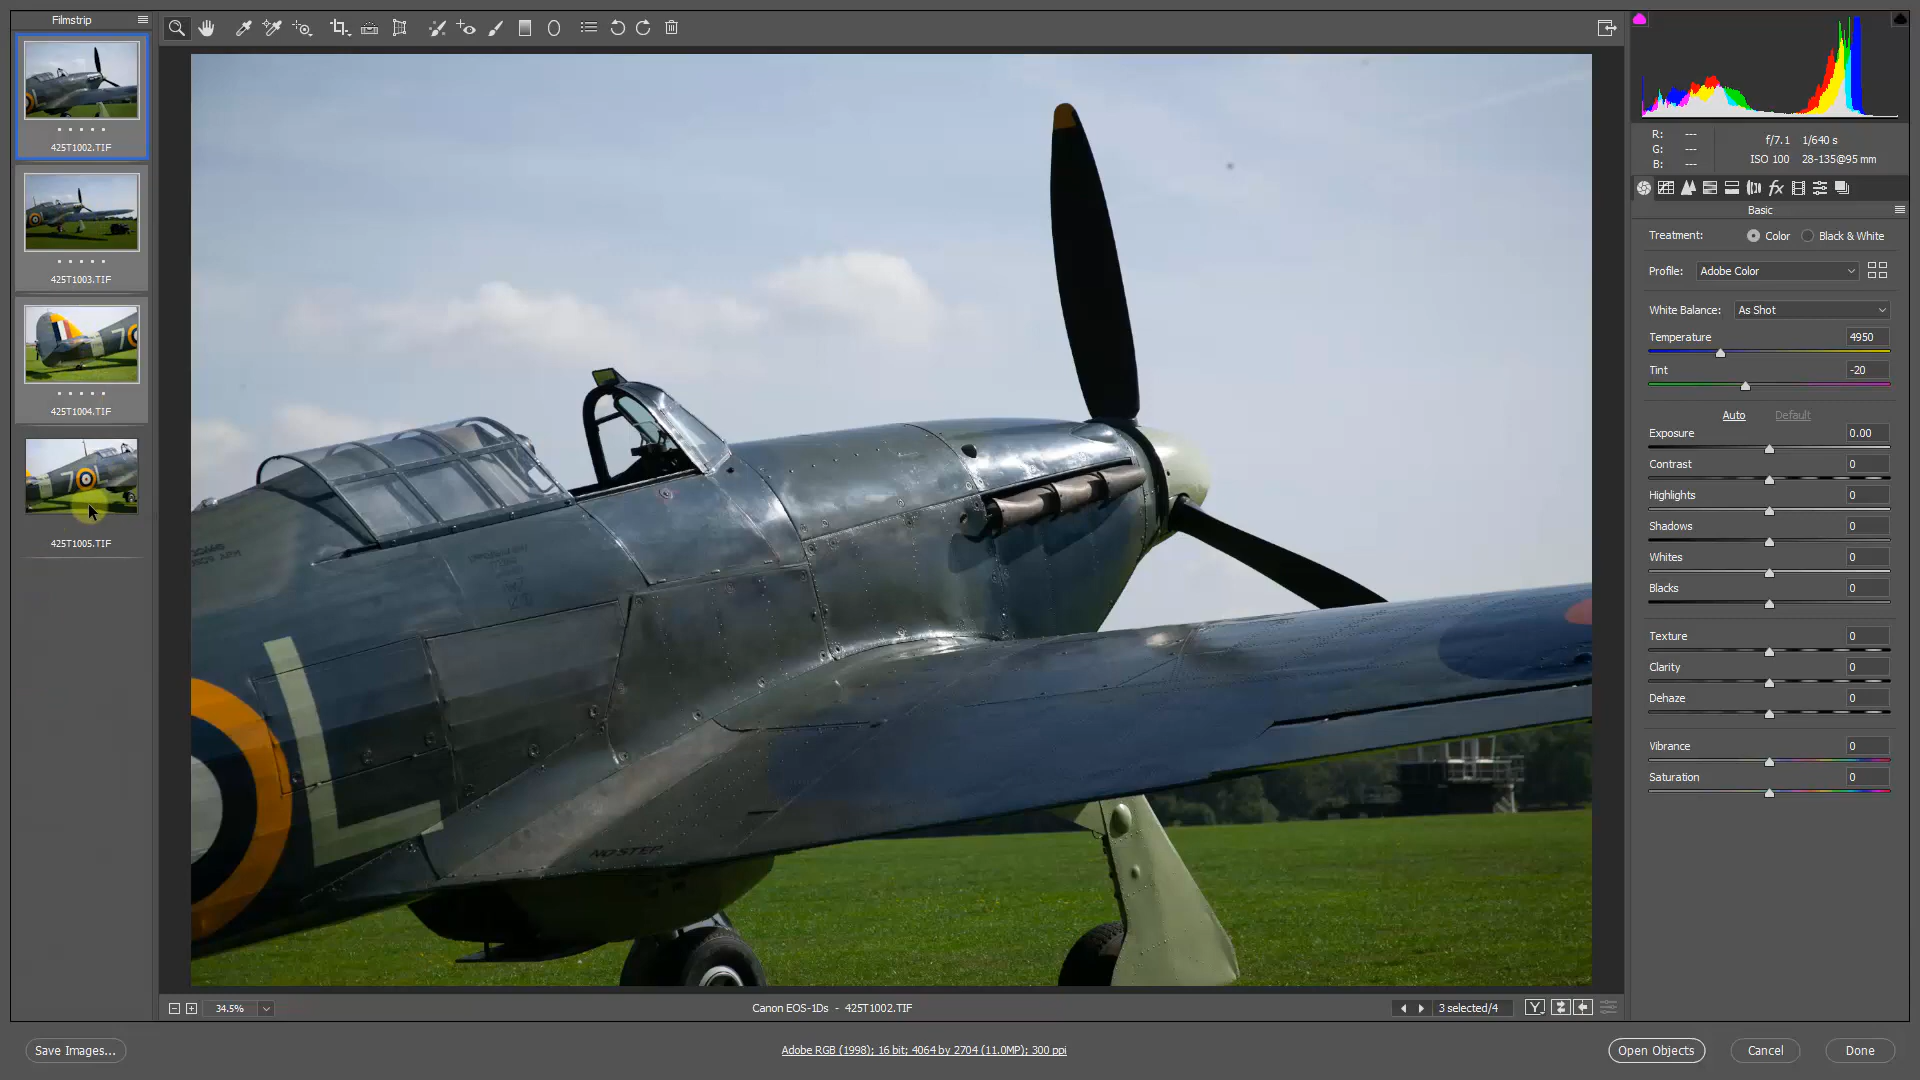 Filmstrip
425T1002.TIF
425T1003.TIF
425T1004.TIF
425T1005.TIF
7
L
NO STEP
34.5%
Canon EOS-1Ds - 425T1002.TIF
3 selected/4
Y
Save Images...
Adobe RGB (1998); 16 bit; 4064 by 2704 (11.0MP); 300 ppi
Open Objects
Cancel
Done
R: ---
G: ---
B: ---
f/7.1 1/640 s
ISO 100 28-135@95 mm
fx
Basic
Treatment: Color Black & White
Profile: Adobe Color
White Balance: As Shot
Temperature 4950
Tint -20
Auto Default
Exposure 0.00
Contrast 0
Highlights 0
Shadows 0
Whites 0
Blacks 0
Texture 0
Clarity 0
Dehaze 0
Vibrance 0
Saturation 0